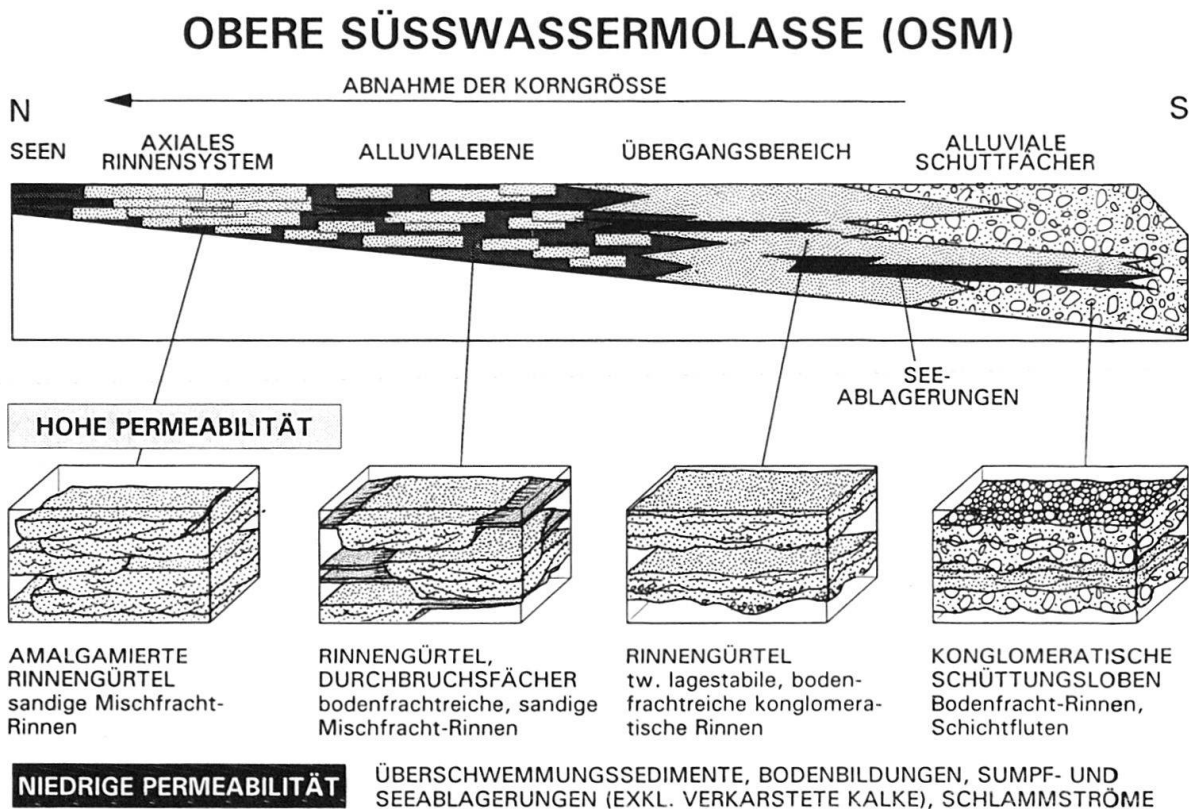 OBERE SÜSSWASSERMOLASSE (OSM)
ABNAHME DER KORNGRÖSSE
N
S
SEEN
AXIALES
RINNENSYSTEM
ALLUVIALEBENE
ÜBERGANGSBEREICH
ALLUVIALE
SCHUTTFÄCHER
SEE-
ABLAGERUNGEN
HOHE PERMEABILITÄT
AMALGAMIERTE
RINNENGÜRTEL
sandige Mischfracht-
Rinnen
RINNENGÜRTEL,
DURCHBRUCHSFÄCHER
bodenfrachtreiche, sandige
Mischfracht-Rinnen
RINNENGÜRTEL
tw. lagestabile, boden-
frachtreiche konglomera-
tische Rinnen
KONGLOMERATISCHE
SCHÜTTUNGSLOBEN
Bodenfracht-Rinnen,
Schichtfluten
NIEDRIGE PERMEABILITÄT
ÜBERSCHWEMMUNGSSEDIMENTE, BODENBILDUNGEN, SUMPF- UND
SEEABLAGERUNGEN (EXKL. VERKARSTETE KALKE), SCHLAMMSTRÖME